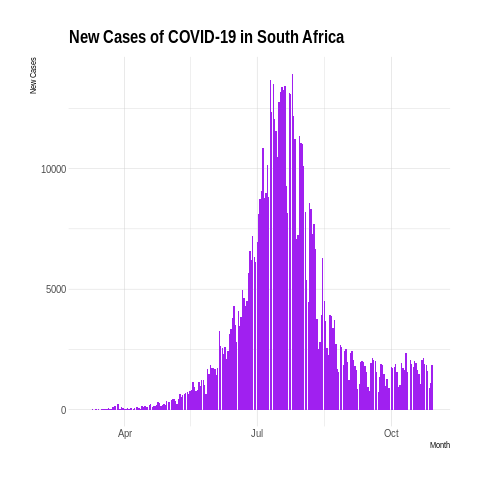 New Cases of COVID-19 in South Africa
New Cases
10000
5000
0
Apr Jul Oct
Month